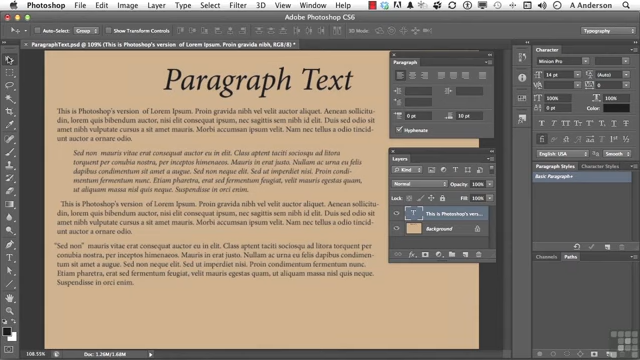 Photoshop File Edit Image Layer Type Select Filter View Window Help
A Anderson
Adobe Photoshop CS6
Auto-Select: Group
Show Transform Controls
Typography
ParagraphText.psd @ 109% (This is Photoshop's version of Lorem Ipsum. Proin gravida nibh, RGB/8*) *
Paragraph Text
This is Photoshop's version of Lorem Ipsum. Proin gravida nibh vel velit auctor aliquet. Aenean sollicitu-
din, lorem quis bibendum auctor, nisi elit consequat ipsum, nec sagittis sem nibh id elit. Duis sed odio sit
amet nibh vulputate cursus a sit amet mauris. Morbi accumsan ipsum velit. Nam nec tellus a odio tincid-
unt auctor a ornare odio.
Sed non mauris vitae erat consequat auctor eu in elit. Class aptent taciti sociosqu ad litora
torquent per conubia nostra, per inceptos himenaeos. Mauris in erat justo. Nullam ac urna eu felis
dapibus condimentum sit amet a augue. Sed non neque elit. Sed ut imperdiet nisi. Proin condi-
mentum fermentum nunc. Etiam pharetra, erat sed fermentum feugiat, velit mauris egestas quam,
ut aliquam massa nisl quis neque. Suspendisse in orci enim.
This is Photoshop's version of Lorem Ipsum. Proin gravida nibh vel velit auctor aliquet. Aenean sollicitu-
din, lorem quis bibendum auctor, nisi elit consequat ipsum, nec sagittis sem nibh id elit. Duis sed odio sit
amet nibh vulputate cursus a sit amet mauris. Morbi accumsan ipsum velit. Nam nec tellus a odio tincid-
unt auctor a ornare odio.
"Sed non" mauris vitae erat consequat auctor eu in elit. Class aptent taciti sociosqu ad litora torquent per
conubia nostra, per inceptos himenaeos. Mauris in erat justo. Nullam ac urna eu felis dapibus condimen-
tum sit amet a augue. Sed non neque elit. Sed ut imperdiet nisi. Proin condimentum fermentum nunc.
Etiam pharetra, erat sed fermentum feugiat, velit mauris egestas quam, ut aliquam massa nisl quis neque.
Suspendisse in orci enim.
Paragraph
0 pt
10 pt
Hyphenate
Layers
Kind
Normal
Opacity: 100%
Lock:
Fill: 100%
T This is Photoshop's vers...
Background
Character
Minion Pro
14 pt
(Auto)
0
100%
100%
0 pt
Color:
English: USA
Smooth
Paragraph Styles
Character Styles
Basic Paragraph+
Channels
Paths
108.55%
Doc: 1.26M/1.68M